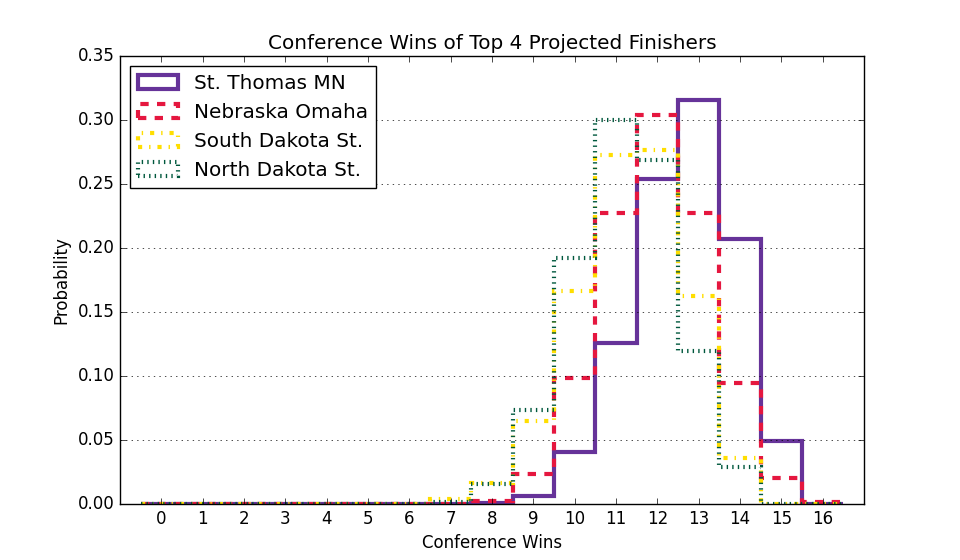 Conference Wins of Top 4 Projected Finishers
0.35
0.30
0.25
0.20
0.15
0.10
0.05
0.00
Probability
St. Thomas MN
Nebraska Omaha
South Dakota St.
North Dakota St.
0 1 2 3 4 5 6 7 8 9 10 11 12 13 14 15 16
Conference Wins